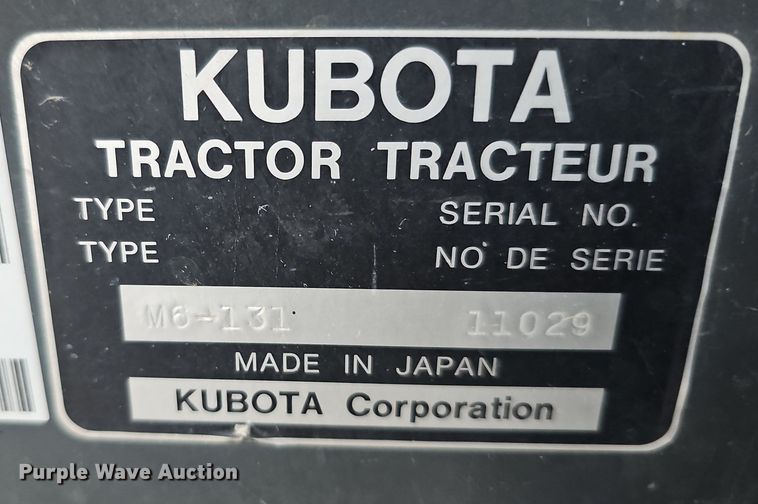 KUBOTA
TRACTOR TRACTEUR
TYPE SERIAL NO.
TYPE NO DE SERIE
M6-131 11029
MADE IN JAPAN
KUBOTA Corporation
Purple Wave Auction